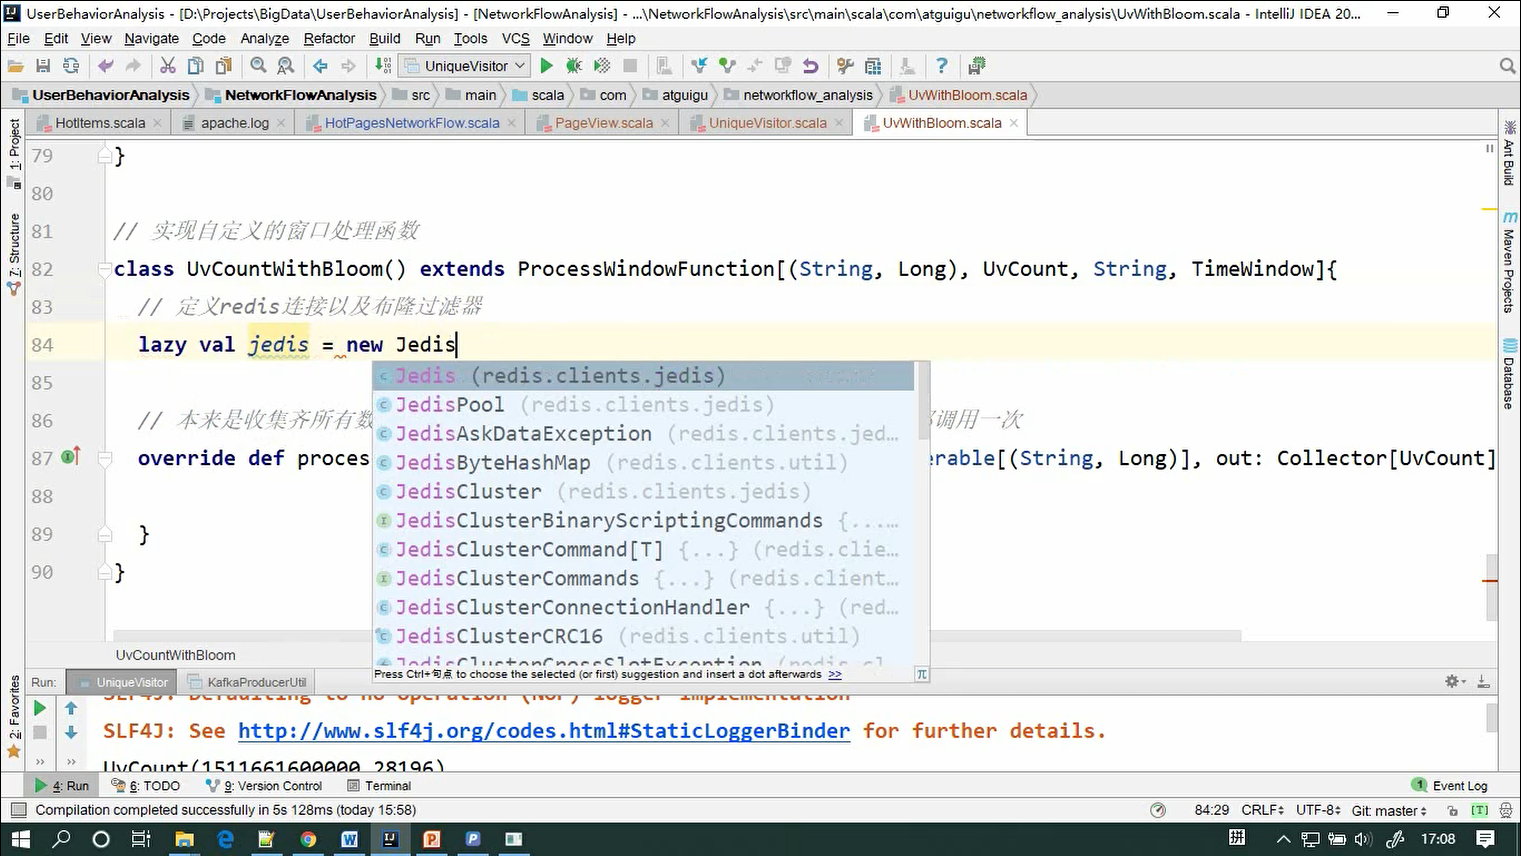 UserBehaviorAnalysis - [D:\Projects\BigData\UserBehaviorAnalysis] - [NetworkFlowAnalysis] - ...\NetworkFlowAnalysis\src\main\scala\com\atguigu\networkflow_analysis\UvWithBloom.scala - IntelliJ IDEA 20...
File Edit View Navigate Code Analyze Refactor Build Run Tools VCS Window Help
UniqueVisitor
UserBehaviorAnalysis NetworkFlowAnalysis src main scala com atguigu networkflow_analysis UvWithBloom.scala
HotItems.scala apache.log HotPagesNetworkFlow.scala PageView.scala UniqueVisitor.scala UvWithBloom.scala
1: Project
7: Structure
2: Favorites
Ant Build
Maven Projects
Database
79 }
80
81 // 实现自定义的窗口处理函数
82 class UvCountWithBloom() extends ProcessWindowFunction[(String, Long), UvCount, String, TimeWindow]{
83 // 定义redis连接以及布隆过滤器
84 lazy val jedis = new Jedis
Jedis (redis.clients.jedis)
85 JedisPool (redis.clients.jedis)
86 // 本来是收集齐所有数 调用一次
JedisAskDataException (redis.clients.jed...
87 override def proces erable[(String, Long)], out: Collector[UvCount]
JedisByteHashMap (redis.clients.util)
88 JedisCluster (redis.clients.jedis)
JedisClusterBinaryScriptingCommands {...…
89 }
JedisClusterCommand[T] {...} (redis.clie...
90 }
JedisClusterCommands {...} (redis.client...
JedisClusterConnectionHandler {...} (red...
JedisClusterCRC16 (redis.clients.util)
JedisClusterCrossSlotException (redis.cl
UvCountWithBloom
Press Ctrl+句点 to choose the selected (or first) suggestion and insert a dot afterwards >>
Run: UniqueVisitor KafkaProducerUtil
SLF4J: Defaulting to no-operation (NOP) logger implementation
SLF4J: See http://www.slf4j.org/codes.html#StaticLoggerBinder for further details.
UvCount(1511661600000,28196)
4: Run 6: TODO 9: Version Control Terminal 1 Event Log
Compilation completed successfully in 5s 128ms (today 15:58) 84:29 CRLF UTF-8 Git: master [T]
拼 17:08